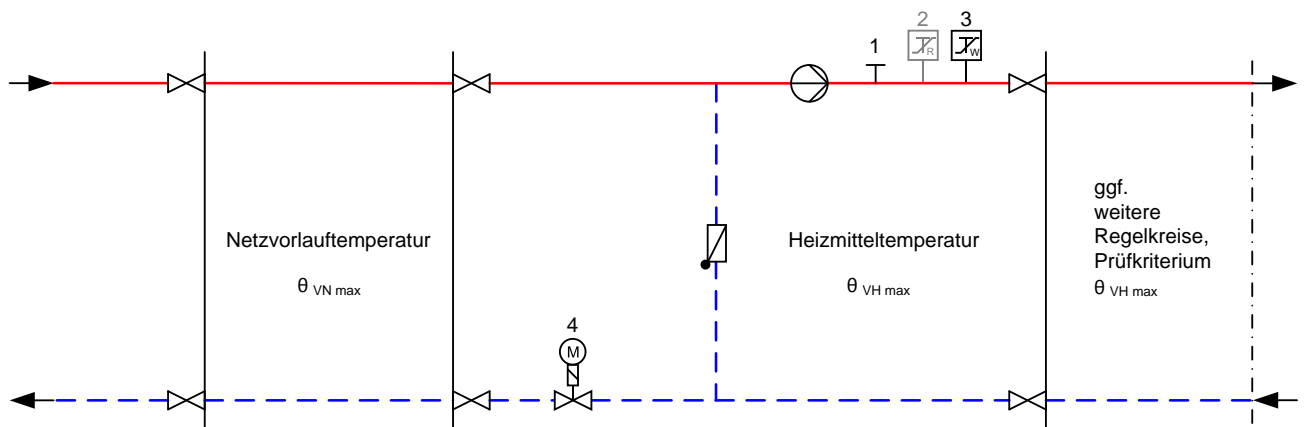 1
2
3
R
W
Netzvorlauftemperatur
θ VN max
Heizmitteltemperatur
θ VH max
ggf.
weitere
Regelkreise,
Prüfkriterium
θ VH max
4
M